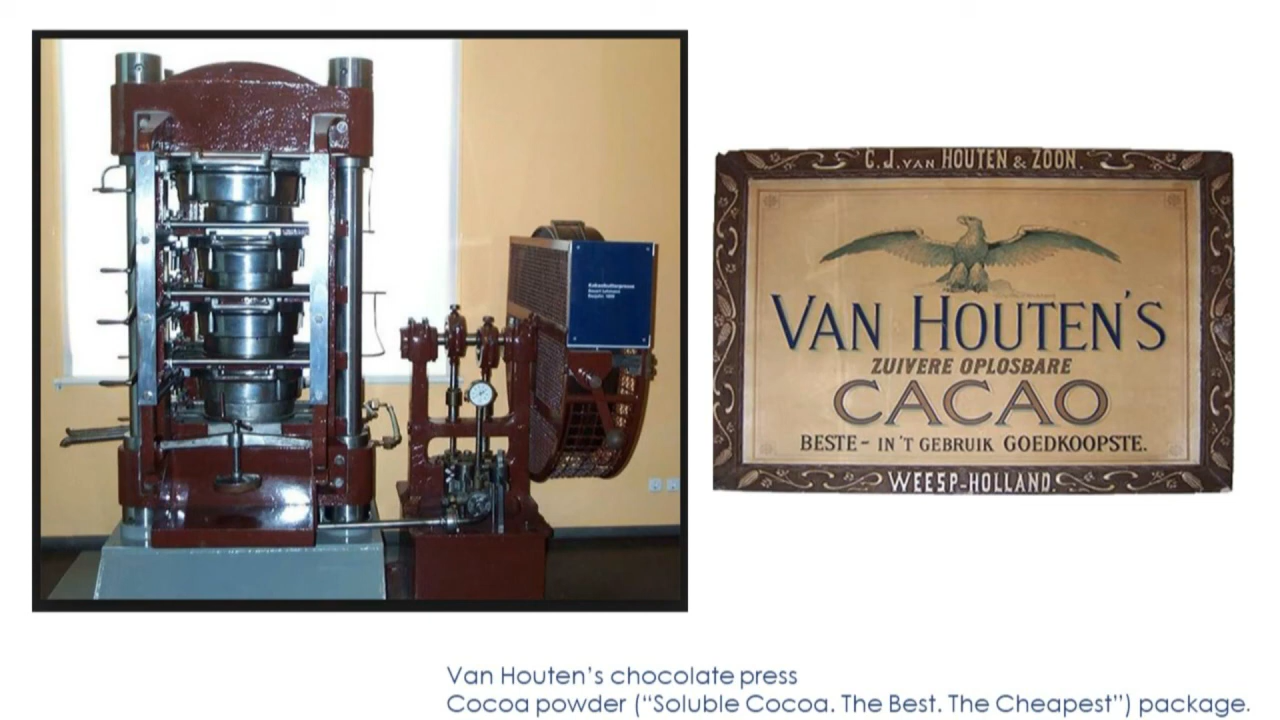 Kakaobutterpresse
C.J. VAN HOUTEN & ZOON.
VAN HOUTEN'S
ZUIVERE OPLOSBARE
CACAO
BESTE - IN 'T GEBRUIK GOEDKOOPSTE.
WEESP-HOLLAND.
Van Houten's chocolate press
Cocoa powder ("Soluble Cocoa. The Best. The Cheapest") package.